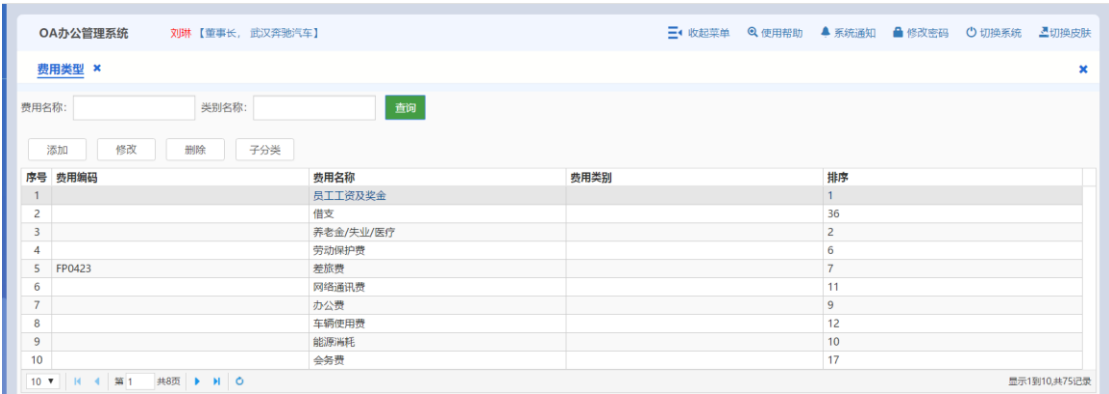 OA办公管理系统 刘琳 【董事长, 武汉奔驰汽车】 收起菜单 使用帮助 系统通知 修改密码 切换系统 切换皮肤
费用类型
费用名称: 类别名称: 查询
添加 修改 删除 子分类
序号 费用编码 费用名称 费用类别 排序
1 员工工资及奖金 1
2 借支 36
3 养老金/失业/医疗 2
4 劳动保护费 6
5 FP0423 差旅费 7
6 网络通讯费 11
7 办公费 9
8 车辆使用费 12
9 能源消耗 10
10 会务费 17
10 第 1 共8页 显示1到10,共75记录